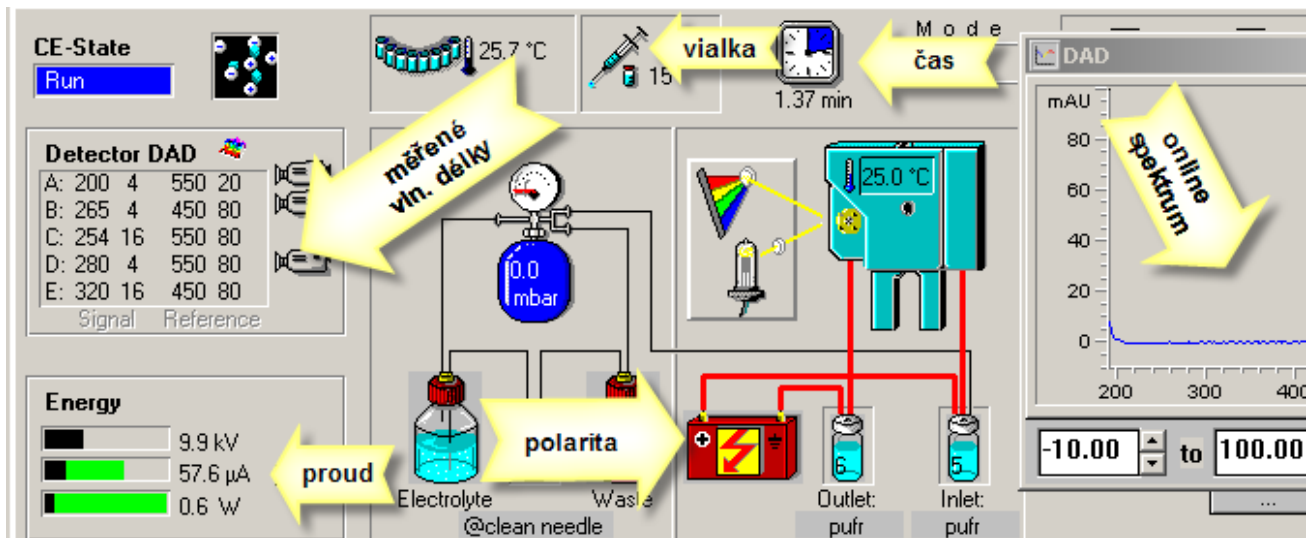 CE-State
Run
25.7 °C
vialka
15
1.37 min
čas
Mode
DAD
Detector DAD
A: 200 4 550 20
B: 265 4 450 80
C: 254 16 550 80
D: 280 4 550 80
E: 320 16 450 80
Signal Reference
měřené
vln. délky
0.0
mbar
25.0 °C
mAU
80
60
40
20
0
200 300 400
online
spektrum
-10.00 to 100.00
...
Energy
9.9 kV
57.6 µA
0.6 W
proud
polarita
Electrolyte
Waste
@clean needle
6
5
Outlet:
Inlet:
pufr
pufr